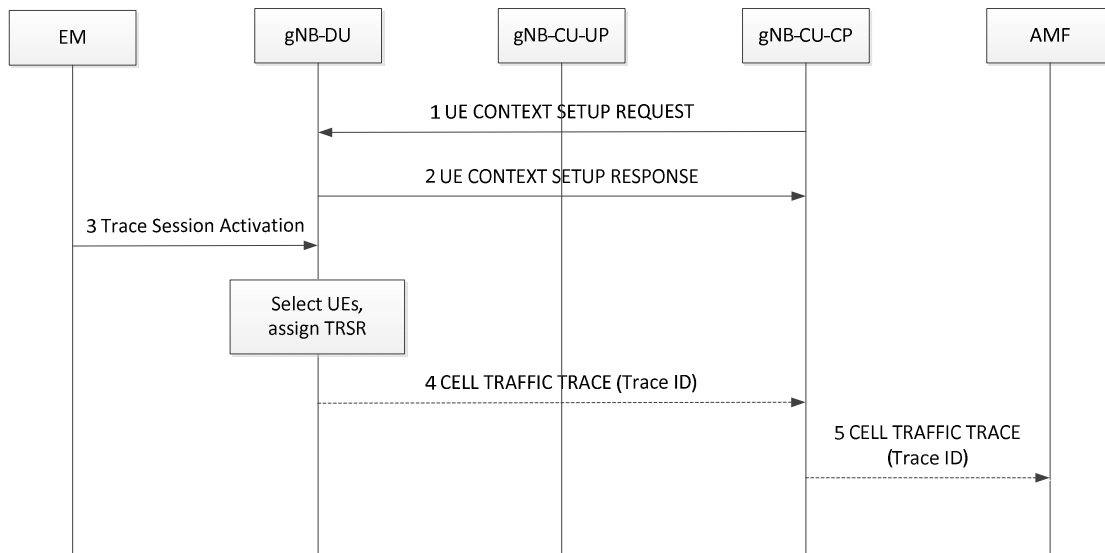 EM
gNB-DU
gNB-CU-UP
gNB-CU-CP
AMF
1 UE CONTEXT SETUP REQUEST
2 UE CONTEXT SETUP RESPONSE
3 Trace Session Activation
Select UEs,
assign TRSR
4 CELL TRAFFIC TRACE (Trace ID)
5 CELL TRAFFIC TRACE
(Trace ID)